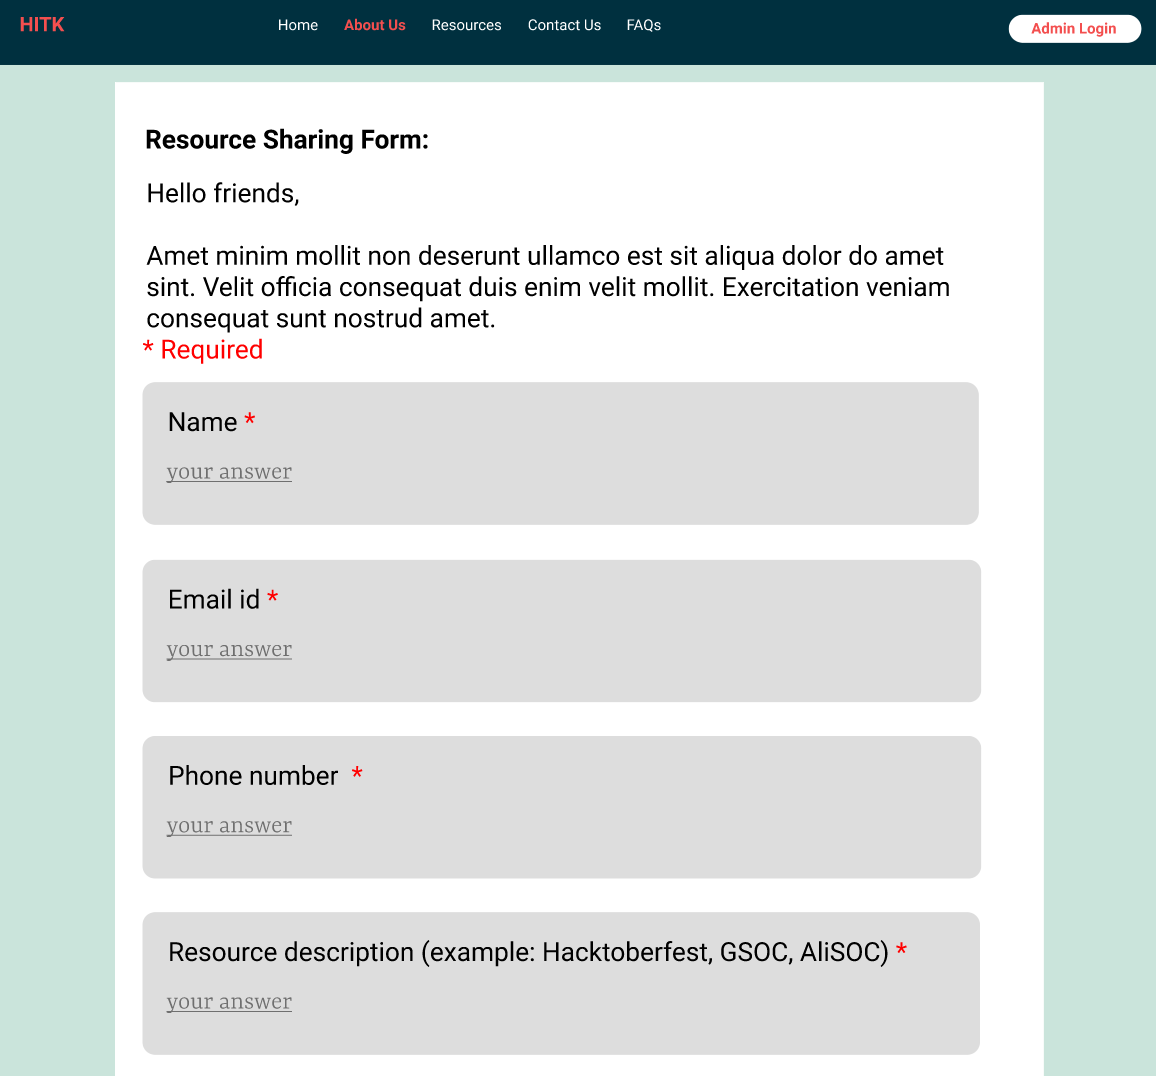 HITK
Home About Us Resources Contact Us FAQs
Admin Login
Resource Sharing Form:
Hello friends,
Amet minim mollit non deserunt ullamco est sit aliqua dolor do amet
sint. Velit officia consequat duis enim velit mollit. Exercitation veniam
consequat sunt nostrud amet.
* Required
Name *
your answer
Email id *
your answer
Phone number *
your answer
Resource description (example: Hacktoberfest, GSOC, AliSOC) *
your answer